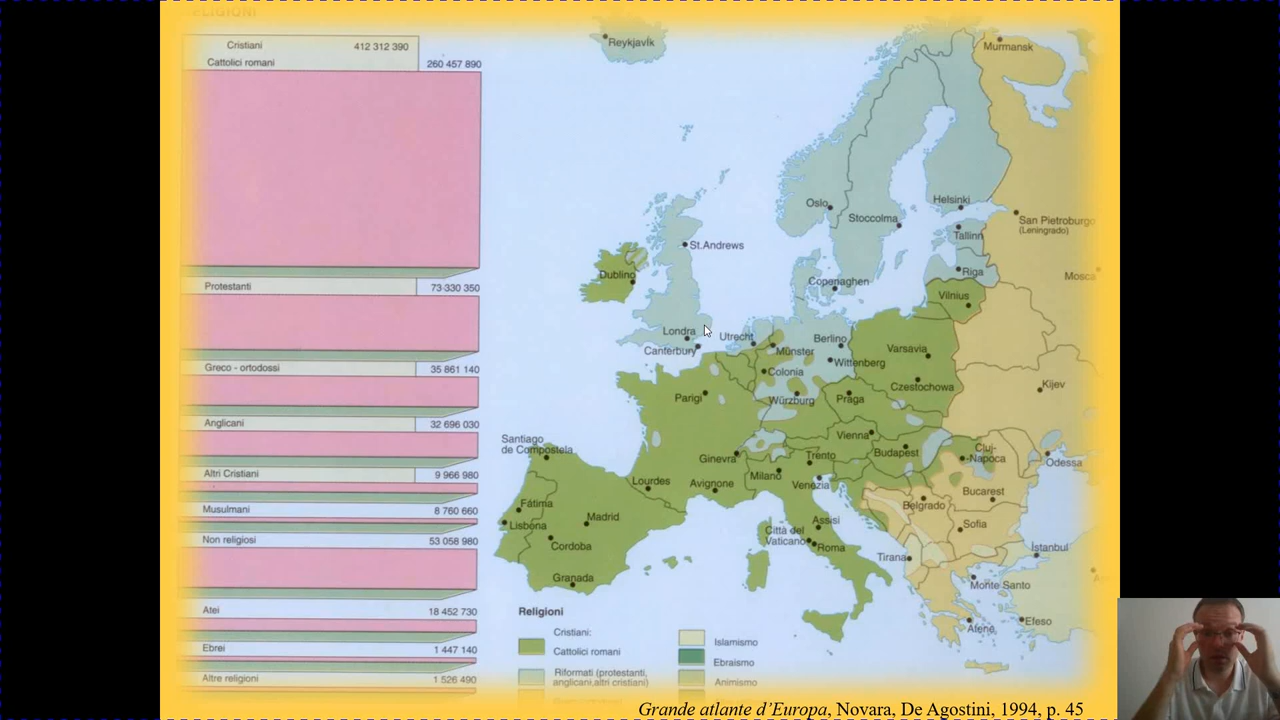 RELIGIONI
Cristiani 412 312 390
Cattolici romani 260 457 890
Protestanti 73 330 350
Greco - ortodossi 35 861 140
Anglicani 32 696 030
Altri Cristiani 9 966 980
Musulmani 8 760 660
Non religiosi 53 058 980
Atei 18 452 730
Ebrei 1 447 140
Altre religioni 1 526 490
Reykjavik
Murmansk
Oslo
Stoccolma
Helsinki
San Pietroburgo
(Leningrado)
Tallinn
St.Andrews
Riga
Mosca
Dublino
Copenaghen
Vilnius
Londra
Utrecht
Berlino
Canterbury
Münster
Varsavia
Wittenberg
Colonia
Kijev
Czestochowa
Parigi
Würzburg
Praga
Vienna
Santiago
de Compostela
Budapest
Cluj-
-Napoca
Odessa
Ginevra
Trento
Milano
Lourdes
Avignone
Venezia
Bucarest
Fátima
Belgrado
Madrid
Lisbona
Assisi
Sofia
Città del
Vaticano
Roma
Cordoba
Tirana
İstanbul
Granada
Monte Santo
Efeso
Atene
Religioni
Cristiani:
Cattolici romani
Riformati (protestanti,
anglicani,altri cristiani)
Islamismo
Ebraismo
Animismo
Grande atlante d’Europa, Novara, De Agostini, 1994, p. 45